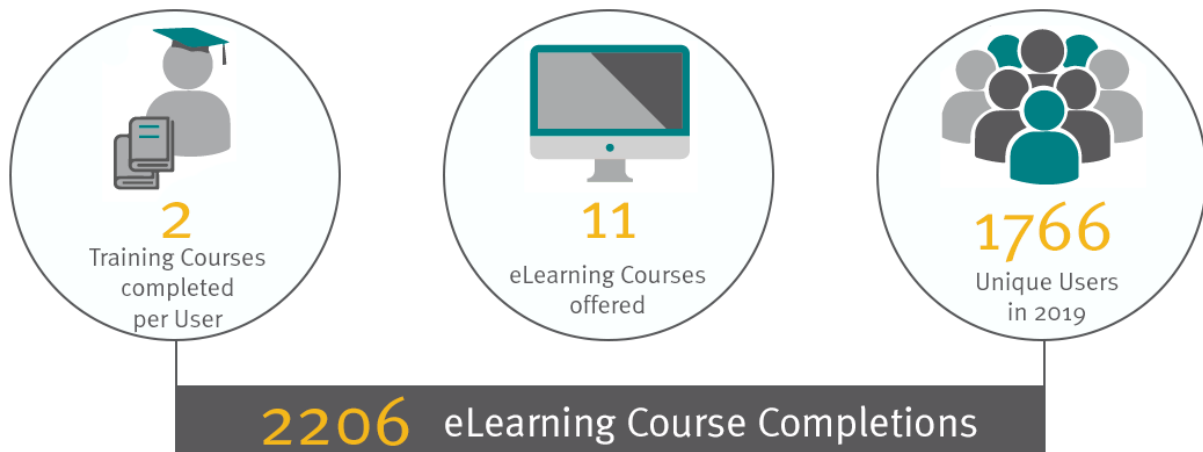 2
Training Courses
completed
per User
11
eLearning Courses
offered
1766
Unique Users
in 2019
2206 eLearning Course Completions